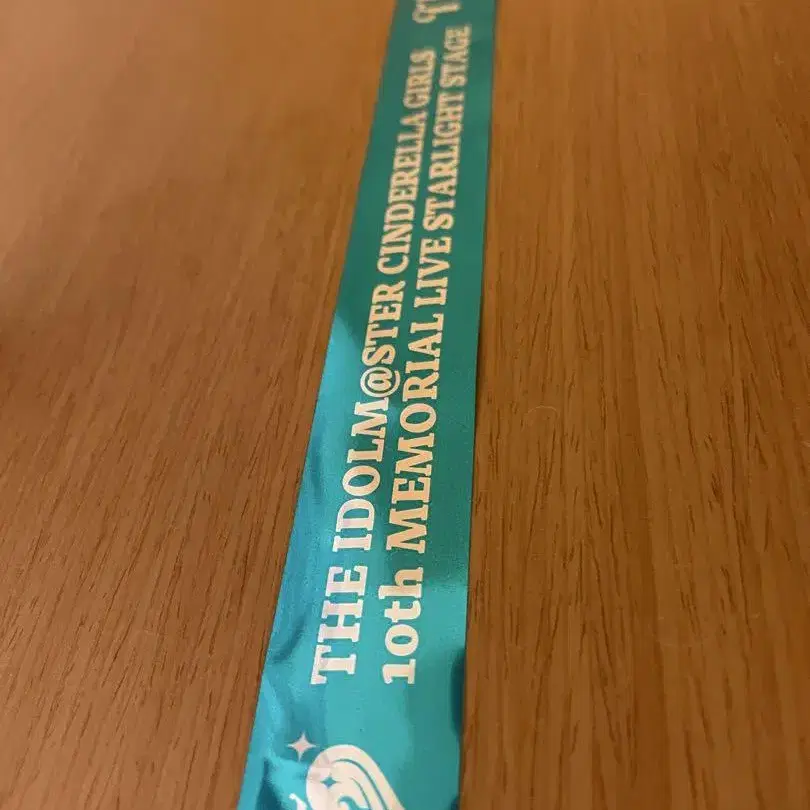 THE IDOLM@STER CINDERELLA GIRLS
10th MEMORIAL LIVE STARLIGHT STAGE